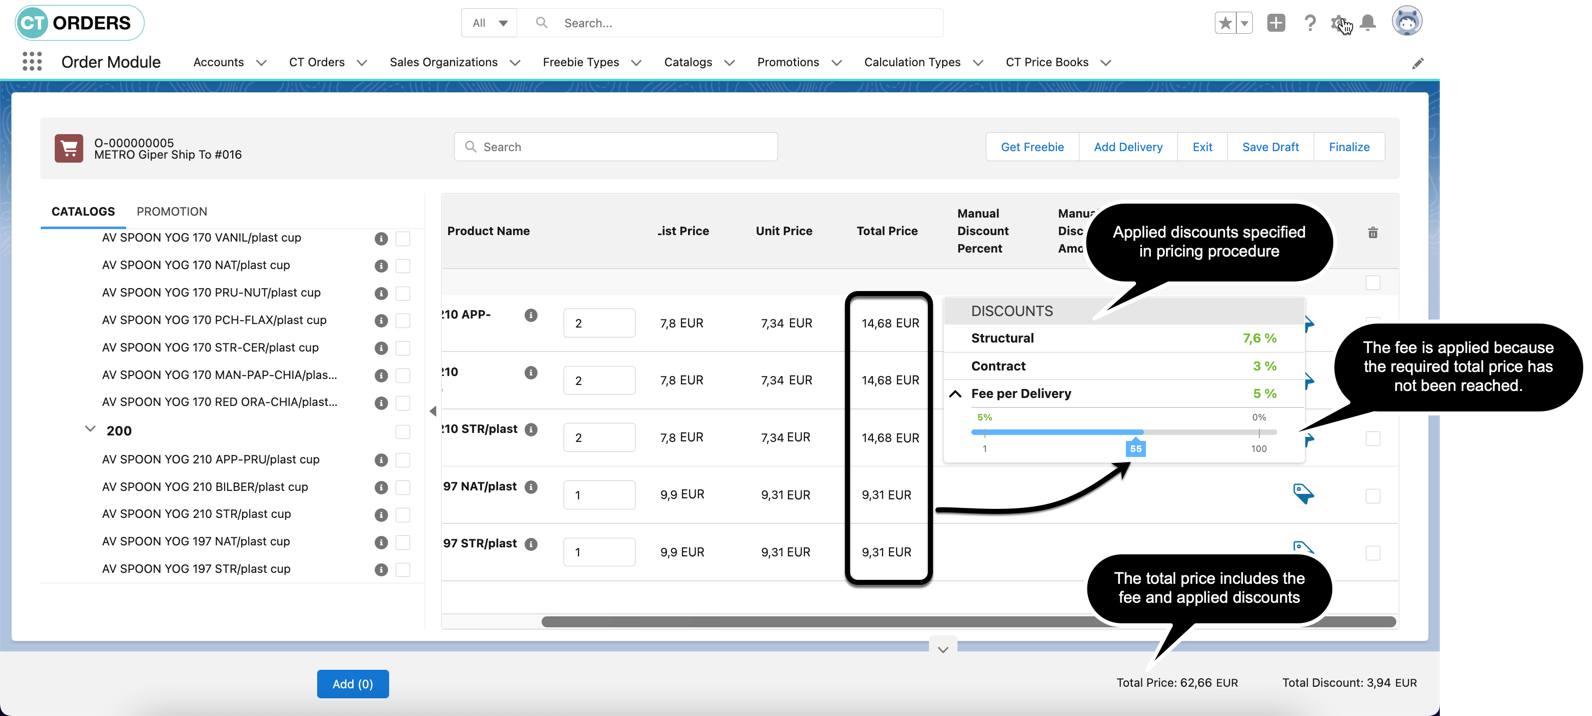 CT ORDERS
All
Search...
Order Module
Accounts
CT Orders
Sales Organizations
Freebie Types
Catalogs
Promotions
Calculation Types
CT Price Books
O-000000005
METRO Giper Ship To #016
Search
Get Freebie
Add Delivery
Exit
Save Draft
Finalize
CATALOGS
PROMOTION
AV SPOON YOG 170 VANIL/plast cup
AV SPOON YOG 170 NAT/plast cup
AV SPOON YOG 170 PRU-NUT/plast cup
AV SPOON YOG 170 PCH-FLAX/plast cup
AV SPOON YOG 170 STR-CER/plast cup
AV SPOON YOG 170 MAN-PAP-CHIA/plas...
AV SPOON YOG 170 RED ORA-CHIA/plast...
200
AV SPOON YOG 210 APP-PRU/plast cup
AV SPOON YOG 210 BILBER/plast cup
AV SPOON YOG 210 STR/plast cup
AV SPOON YOG 197 NAT/plast cup
AV SPOON YOG 197 STR/plast cup
Product Name
List Price
Unit Price
Total Price
Manual
Discount
Percent
Manu
Disc
Amo
210 APP-
2
7,8 EUR
7,34 EUR
14,68 EUR
210
2
7,8 EUR
7,34 EUR
14,68 EUR
210 STR/plast
2
7,8 EUR
7,34 EUR
14,68 EUR
97 NAT/plast
1
9,9 EUR
9,31 EUR
9,31 EUR
97 STR/plast
1
9,9 EUR
9,31 EUR
9,31 EUR
Applied discounts specified
in pricing procedure
DISCOUNTS
Structural
7,6 %
Contract
3 %
Fee per Delivery
5 %
5%
0%
1
55
100
The fee is applied because
the required total price has
not been reached.
The total price includes the
fee and applied discounts
Add (0)
Total Price: 62,66 EUR
Total Discount: 3,94 EUR